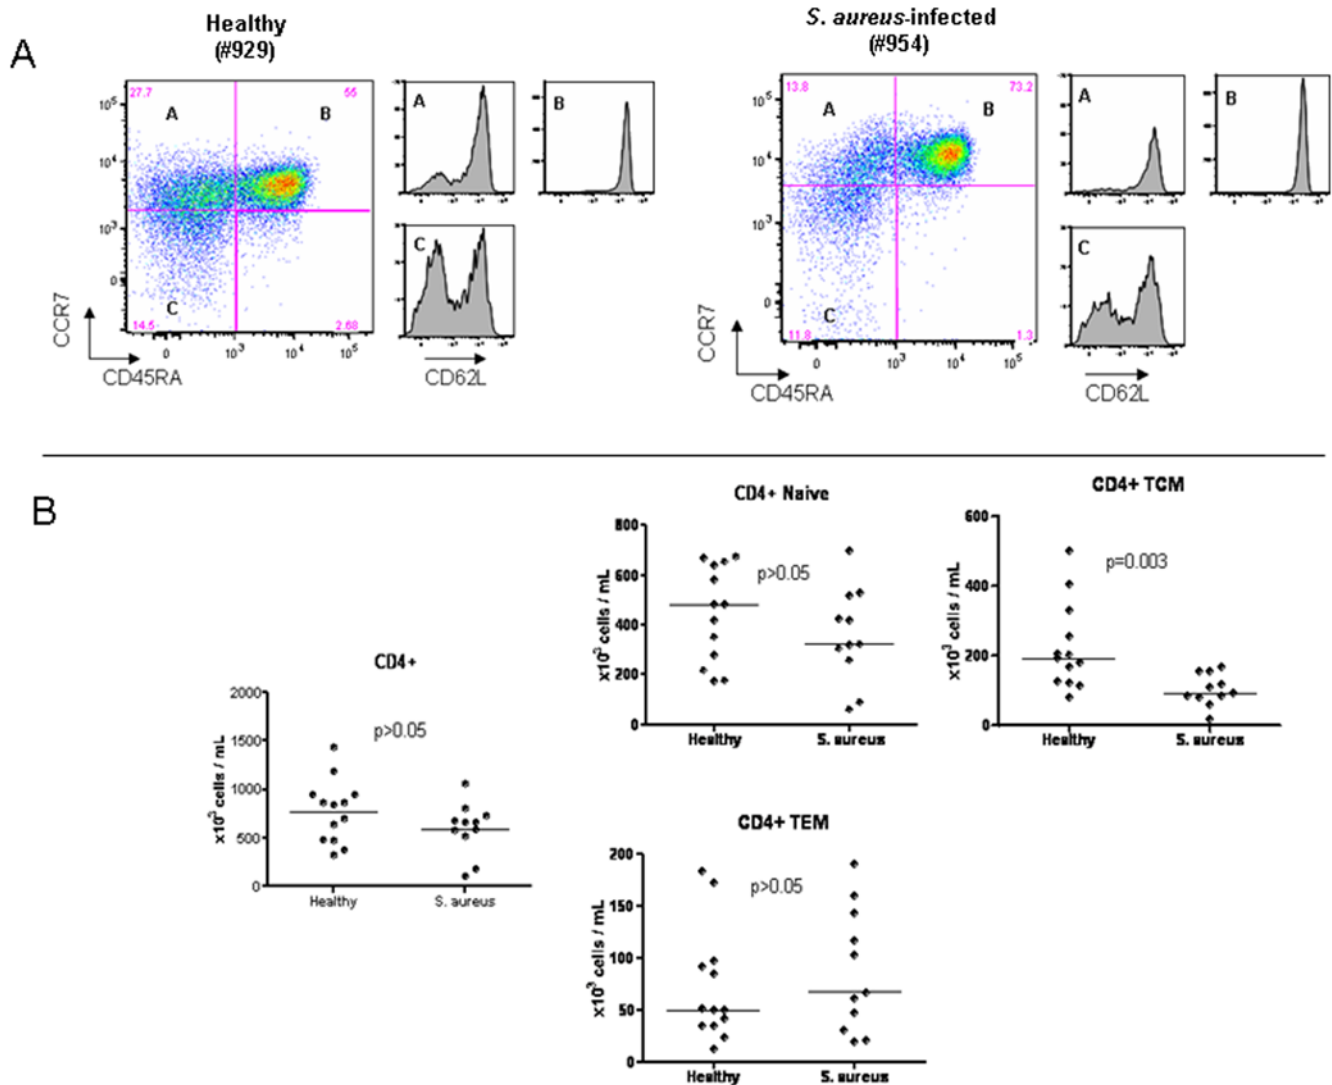 A
Healthy
(#929)
27.7
55
A
B
10⁵
10⁴
10³
0
C
14.5
2.68
0
10³
10⁴
10⁵
CCR7
CD45RA
A
B
C
CD62L
S. aureus-infected
(#954)
13.8
73.2
A
B
10⁵
10⁴
10³
0
C
11.8
1.3
0
10³
10⁴
10⁵
CCR7
CD45RA
A
B
C
CD62L
B
CD4+
p>0.05
x10³ cells / mL
2000
1500
1000
500
0
Healthy
S. aureus
CD4+ Naive
p>0.05
x10³ cells / mL
800
600
400
200
0
Healthy
S. aureus
CD4+ TCM
p=0.003
x10³ cells / mL
600
400
200
0
Healthy
S. aureus
CD4+ TEM
p>0.05
x10³ cells / mL
200
150
100
50
0
Healthy
S. aureus